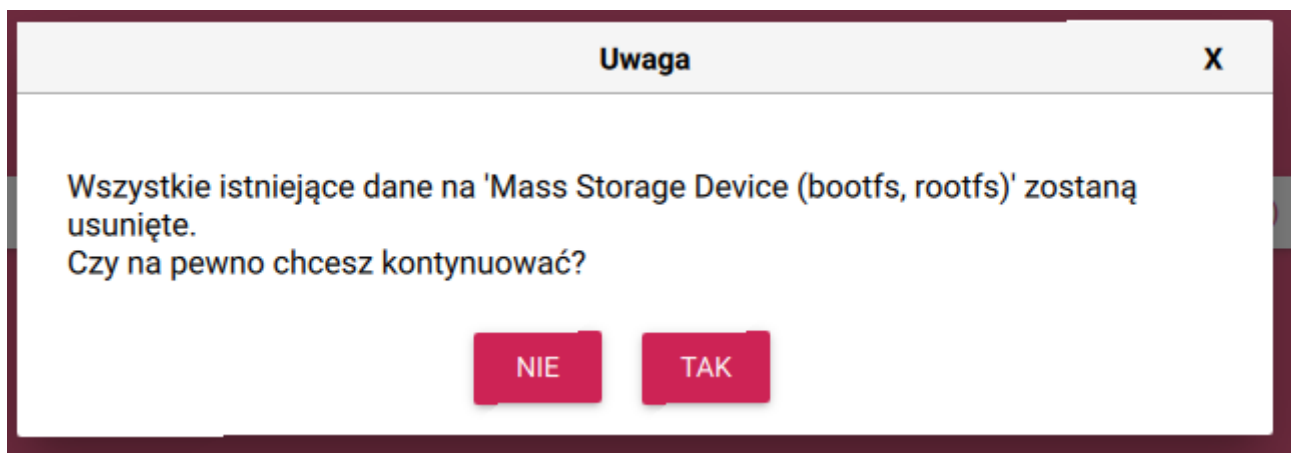 Uwaga X
Wszystkie istniejące dane na 'Mass Storage Device (bootfs, rootfs)' zostaną
usunięte.
Czy na pewno chcesz kontynuować?
NIE TAK